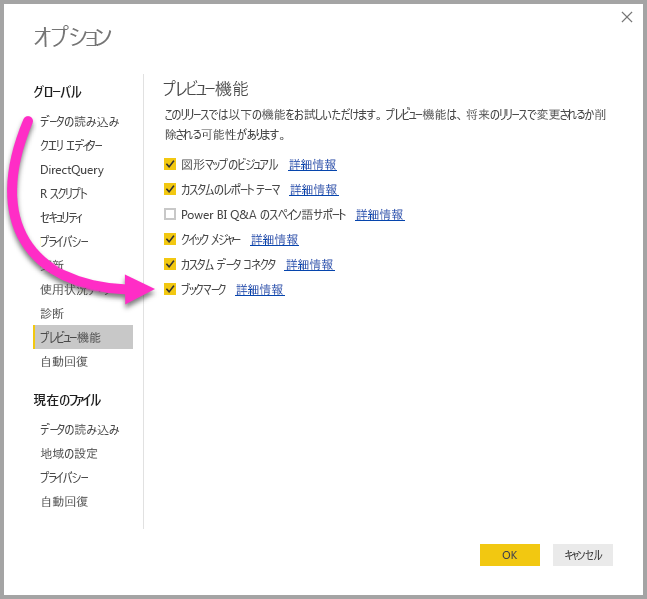 オプション
グローバル
データの読み込み
クエリ エディター
DirectQuery
R スクリプト
セキュリティ
プライバシー
使用状況デー
診断
プレビュー機能
自動回復
現在のファイル
データの読み込み
地域の設定
プライバシー
自動回復
プレビュー機能
このリリースでは以下の機能をお試しいただけます。プレビュー機能は、将来のリリースで変更されるか削
除される可能性があります。
図形マップのビジュアル 詳細情報
カスタムのレポート テーマ 詳細情報
Power BI Q&A のスペイン語サポート 詳細情報
クイック メジャー 詳細情報
カスタム データ コネクタ 詳細情報
ブックマーク 詳細情報
OK
キャンセル